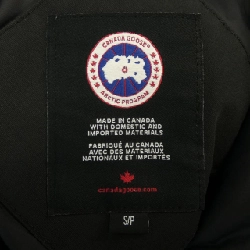 CANADA GOOSE
ARCTIC PROGRAM
MADE IN CANADA
WITH DOMESTIC AND
IMPORTED MATERIALS
FABRIQUÉ AU CANADA
AVEC DES MATERIAUX
NATIONAUX ET IMPORTÉS
canadagoose.com
S/P